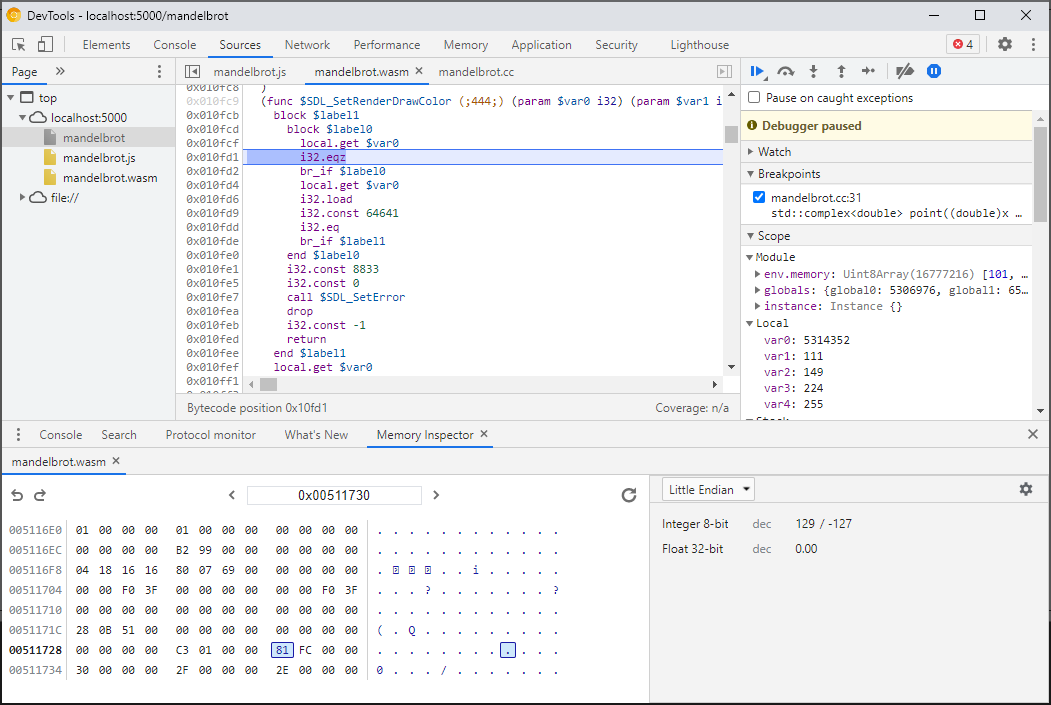 DevTools - localhost:5000/mandelbrot
Elements Console Sources Network Performance Memory Application Security Lighthouse 4
Page »
mandelbrot.js mandelbrot.wasm × mandelbrot.cc
top
localhost:5000
mandelbrot
mandelbrot.js
mandelbrot.wasm
file://
0x010fc8 )
0x010fc9 (func $SDL_SetRenderDrawColor (;444;) (param $var0 i32) (param $var1 i
0x010fcb block $label1
0x010fcd block $label0
0x010fcf local.get $var0
0x010fd1 i32.eqz
0x010fd2 br_if $label0
0x010fd4 local.get $var0
0x010fd6 i32.load
0x010fd9 i32.const 64641
0x010fdd i32.eq
0x010fde br_if $label1
0x010fe0 end $label0
0x010fe1 i32.const 8833
0x010fe5 i32.const 0
0x010fe7 call $SDL_SetError
0x010fea drop
0x010feb i32.const -1
0x010fed return
0x010fee end $label1
0x010fef local.get $var0
0x010ff1
Bytecode position 0x10fd1 Coverage: n/a
Pause on caught exceptions
Debugger paused
Watch
Breakpoints
mandelbrot.cc:31
std::complex<double> point((double)x …
Scope
Module
env.memory: Uint8Array(16777216) [101, …
globals: {global0: 5306976, global1: 65…
instance: Instance {}
Local
var0: 5314352
var1: 111
var2: 149
var3: 224
var4: 255
Console Search Protocol monitor What's New Memory Inspector ×
mandelbrot.wasm ×
0x00511730
005116E0 01 00 00 00 01 00 00 00 00 00 00 00 . . . . . . . . . . . .
005116EC 00 00 00 00 B2 99 00 00 00 00 00 00 . . . . . . . . . . . .
005116F8 04 18 16 16 80 07 69 00 00 00 00 00 . . . i . . . . .
00511704 00 00 F0 3F 00 00 00 00 00 00 F0 3F . . . ? . . . . . . . ?
00511710 00 00 00 00 00 00 00 00 00 00 00 00 . . . . . . . . . . . .
0051171C 28 0B 51 00 00 00 00 00 00 00 00 00 ( . Q . . . . . . . . .
00511728 00 00 00 00 C3 01 00 00 81 FC 00 00 . . . . . . . . . . . .
00511734 30 00 00 00 2F 00 00 00 2E 00 00 00 0 . . . / . . . . . . .
Little Endian
Integer 8-bit dec 129 / -127
Float 32-bit dec 0.00